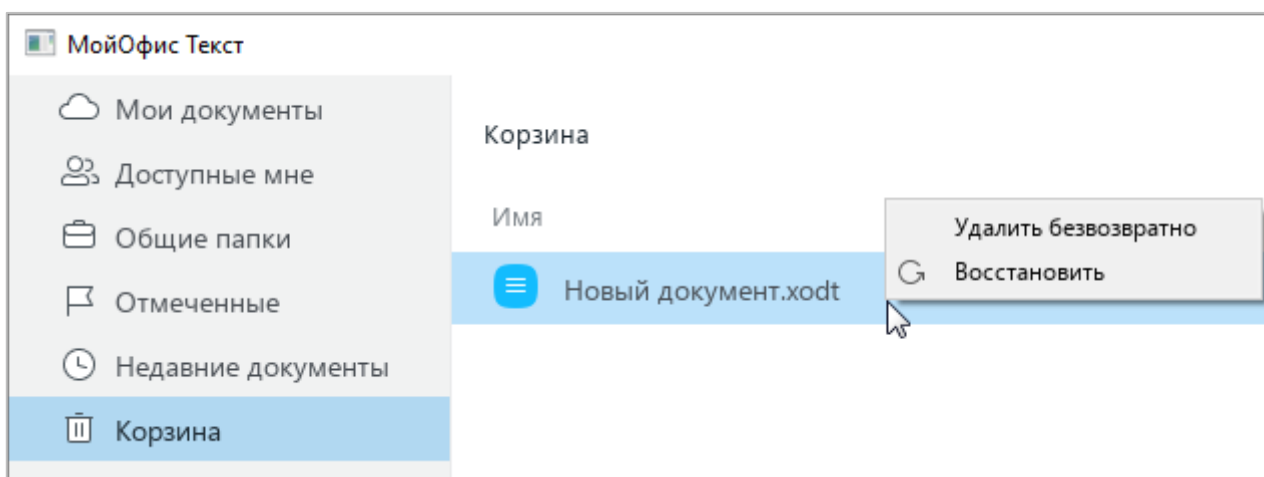 МойОфис Текст
Мои документы
Доступные мне
Общие папки
Отмеченные
Недавние документы
Корзина
Корзина
Имя
Новый документ.xodt
Удалить безвозвратно
Восстановить